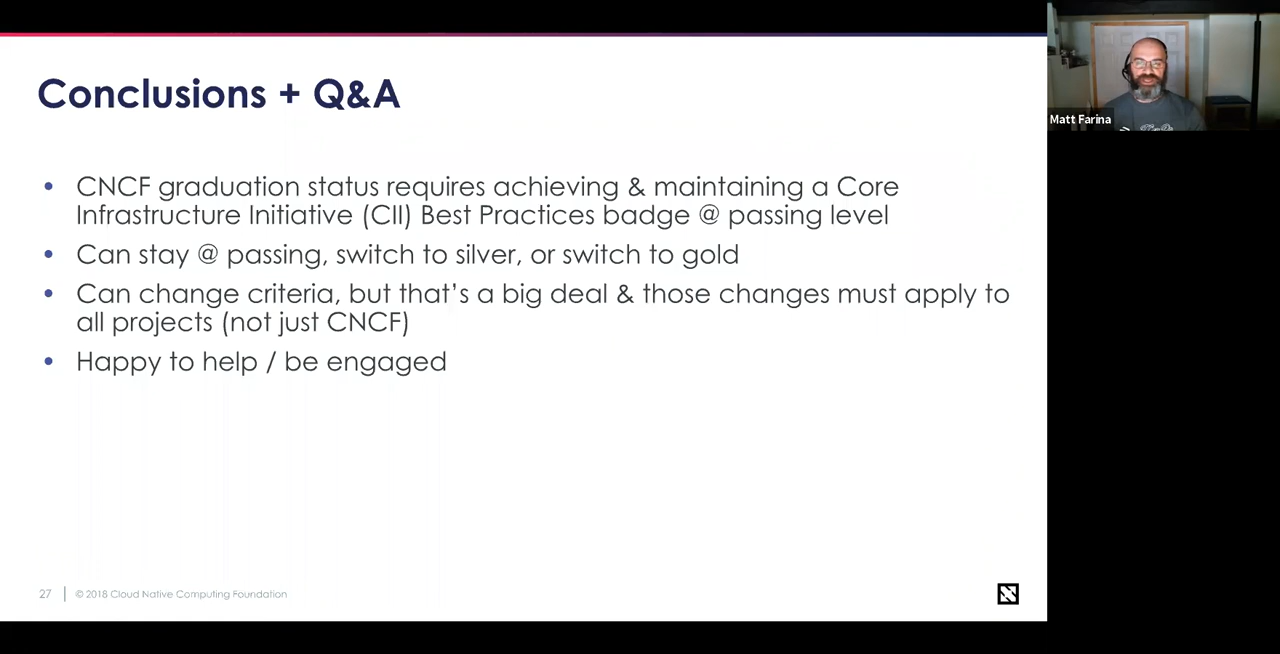 Conclusions + Q&A
• CNCF graduation status requires achieving & maintaining a Core
Infrastructure Initiative (CII) Best Practices badge @ passing level
• Can stay @ passing, switch to silver, or switch to gold
• Can change criteria, but that's a big deal & those changes must apply to
all projects (not just CNCF)
• Happy to help / be engaged
27 | © 2018 Cloud Native Computing Foundation
Matt Farina